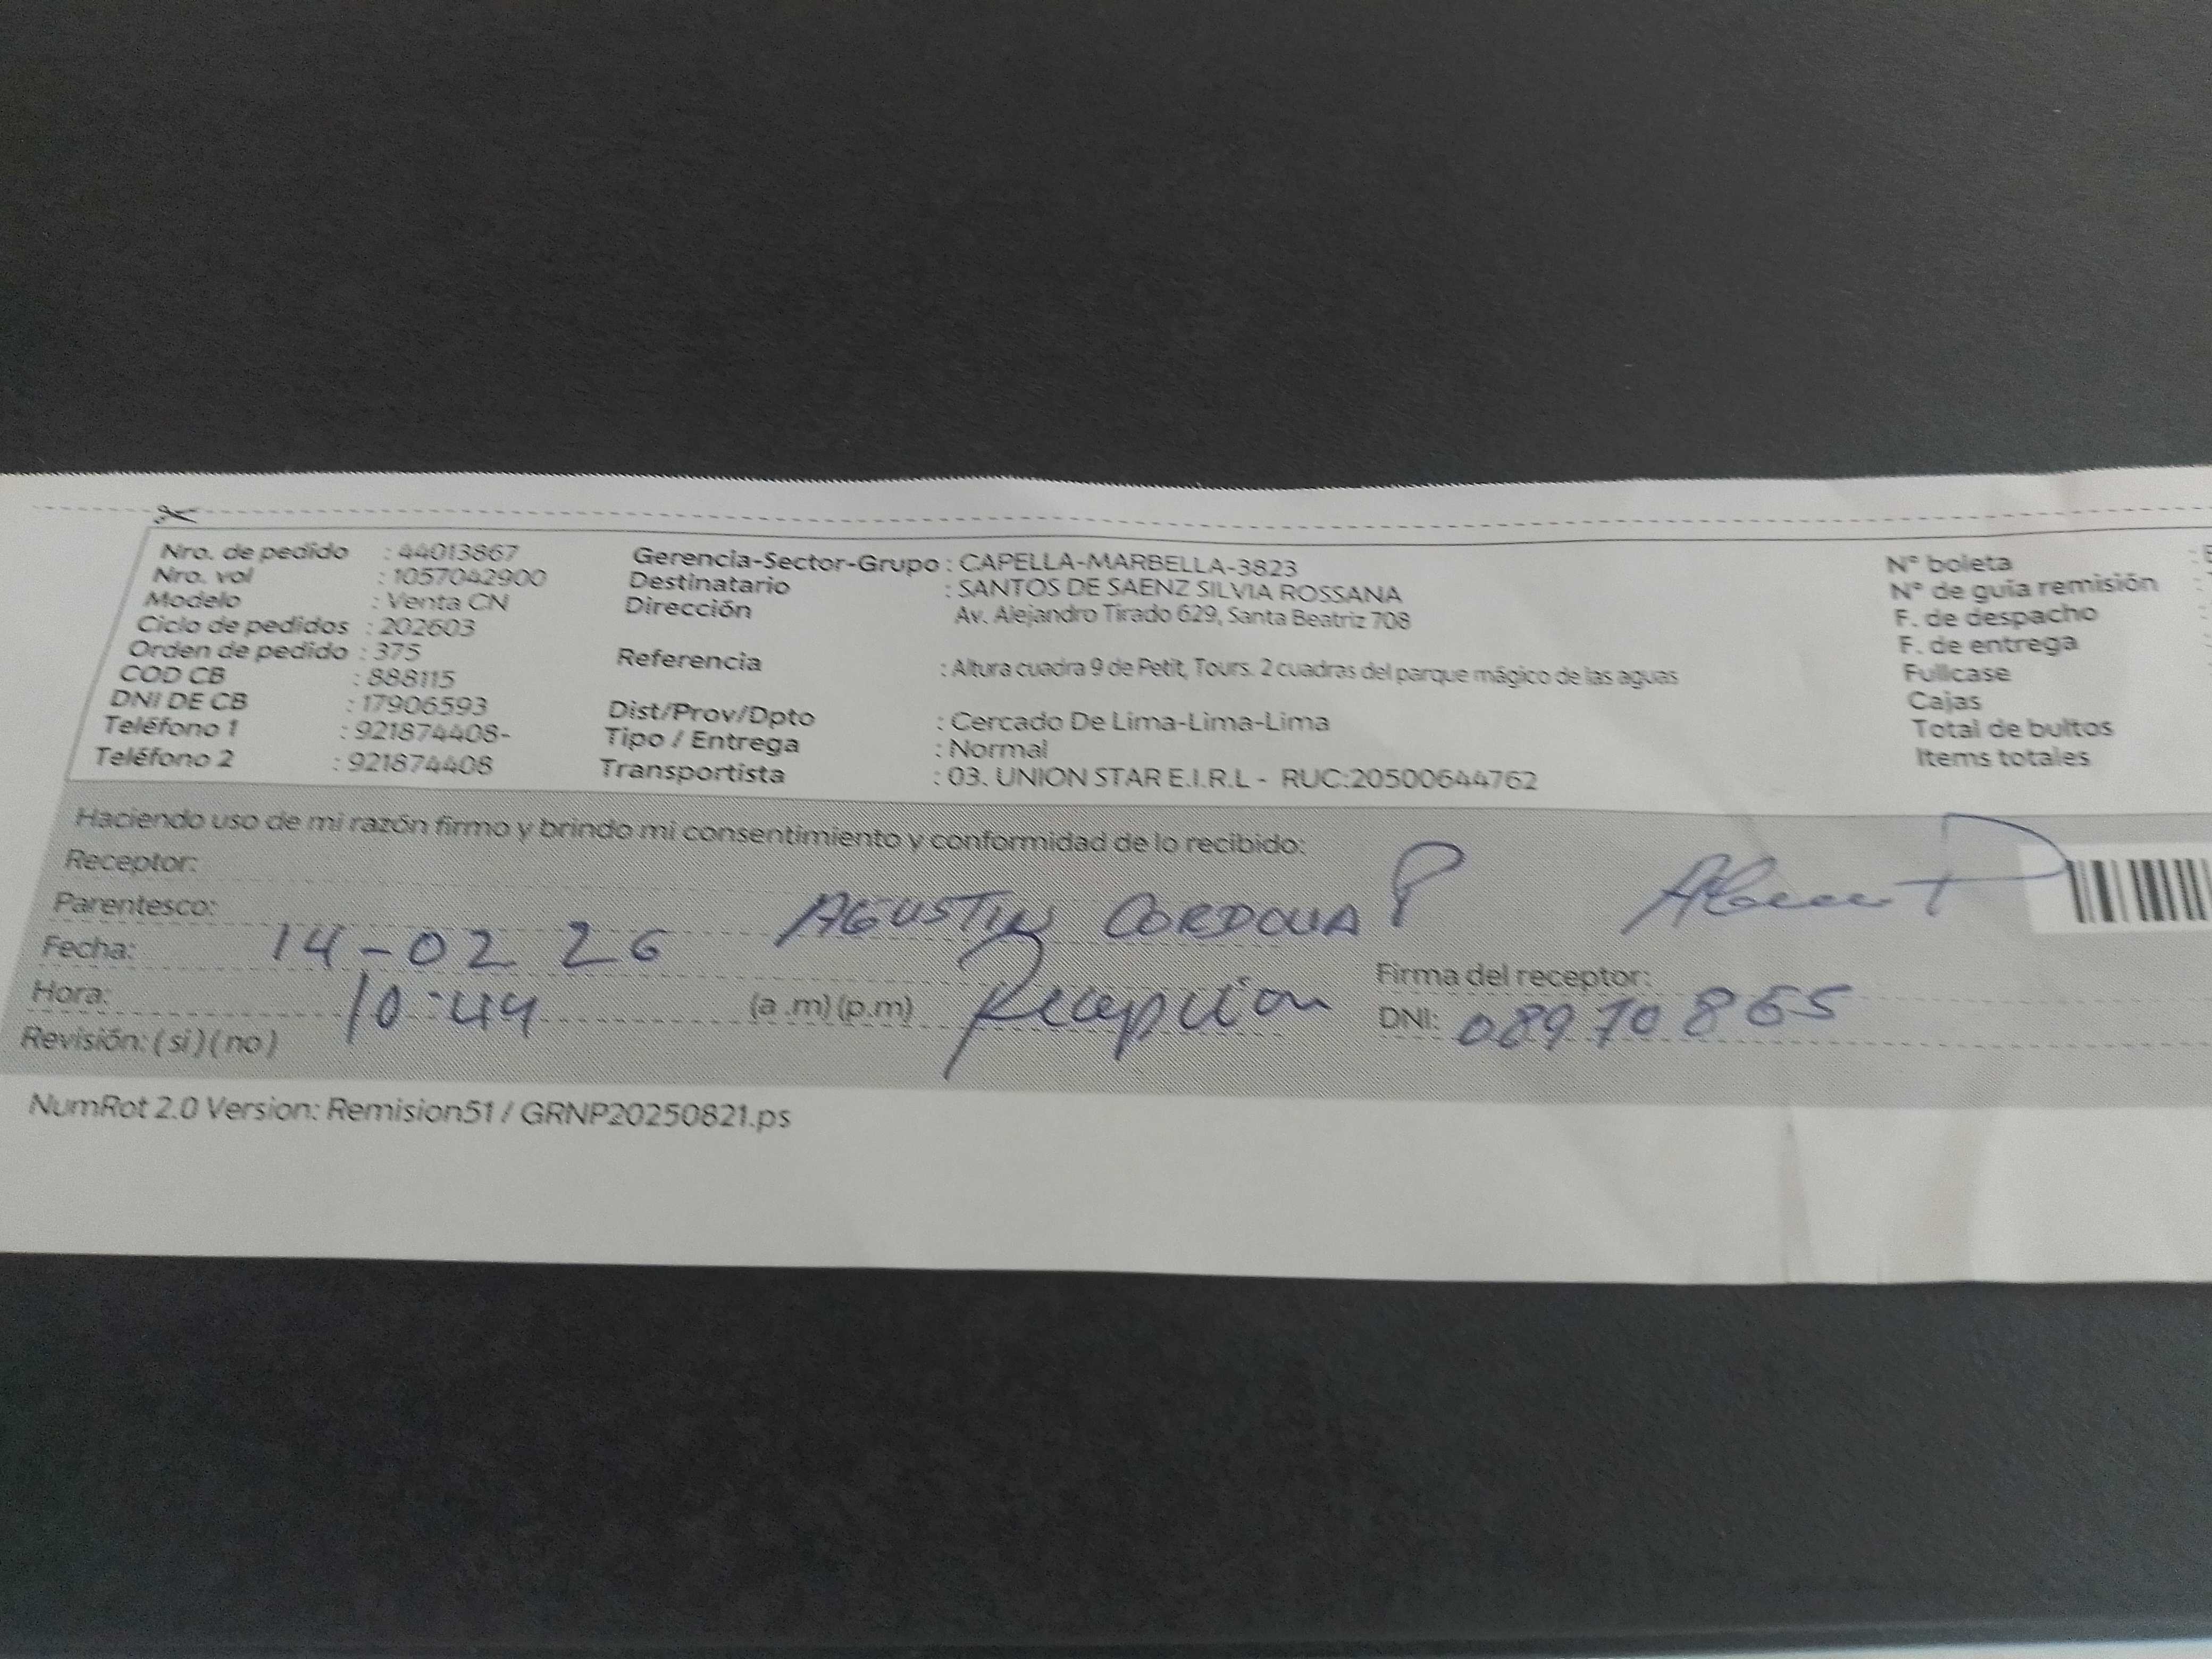 Nro. de pedido : 44013867
Nro. vol : 1057042900
Modelo : Venta CN
Ciclo de pedidos : 202603
Orden de pedido : 375
COD CB : 888115
DNI DE CB : 17906593
Teléfono 1 : 921874408-
Teléfono 2 : 921874408
Gerencia-Sector-Grupo : CAPELLA-MARBELLA-3823
Destinatario : SANTOS DE SAENZ SILVIA ROSSANA
Dirección Av. Alejandro Tirado 629, Santa Beatriz 708
Referencia : Altura cuadra 9 de Petit, Tours. 2 cuadras del parque mágico de las aguas
Dist/Prov/Dpto : Cercado De Lima-Lima-Lima
Tipo / Entrega : Normal
Transportista : 03. UNION STAR E.I.R.L - RUC:20500644762
N° boleta :
N° de guía remisión :
F. de despacho :
F. de entrega :
Fullcase
Cajas
Total de bultos
Items totales
Haciendo uso de mi razón firmo y brindo mi consentimiento y conformidad de lo recibido:
Receptor:
Parentesco: AGUSTIN CORDOVA P
Fecha: 14-02 26
Hora: 10:44 (a .m) (p.m) Recepcion
Firma del receptor:
DNI: 08970865
Revisión: ( si ) ( no )
NumRot 2.0 Version: Remision51 / GRNP20250821.ps